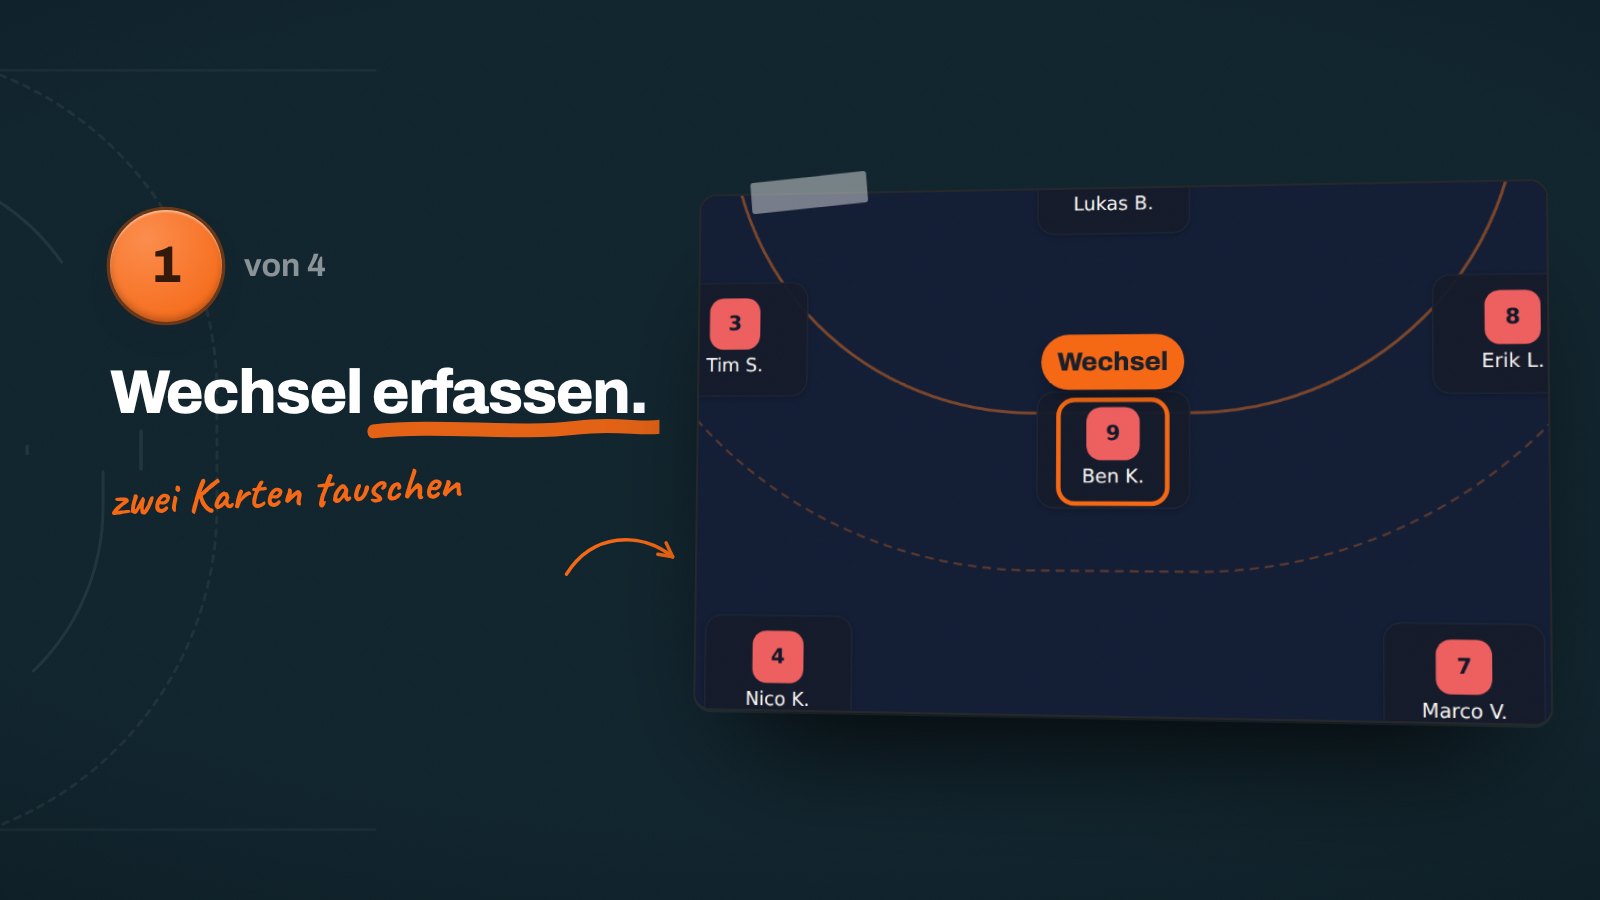 1
von 4
Wechsel erfassen.
zwei Karten tauschen
Lukas B.
3
Tim S.
8
Erik L.
Wechsel
9
Ben K.
4
Nico K.
7
Marco V.